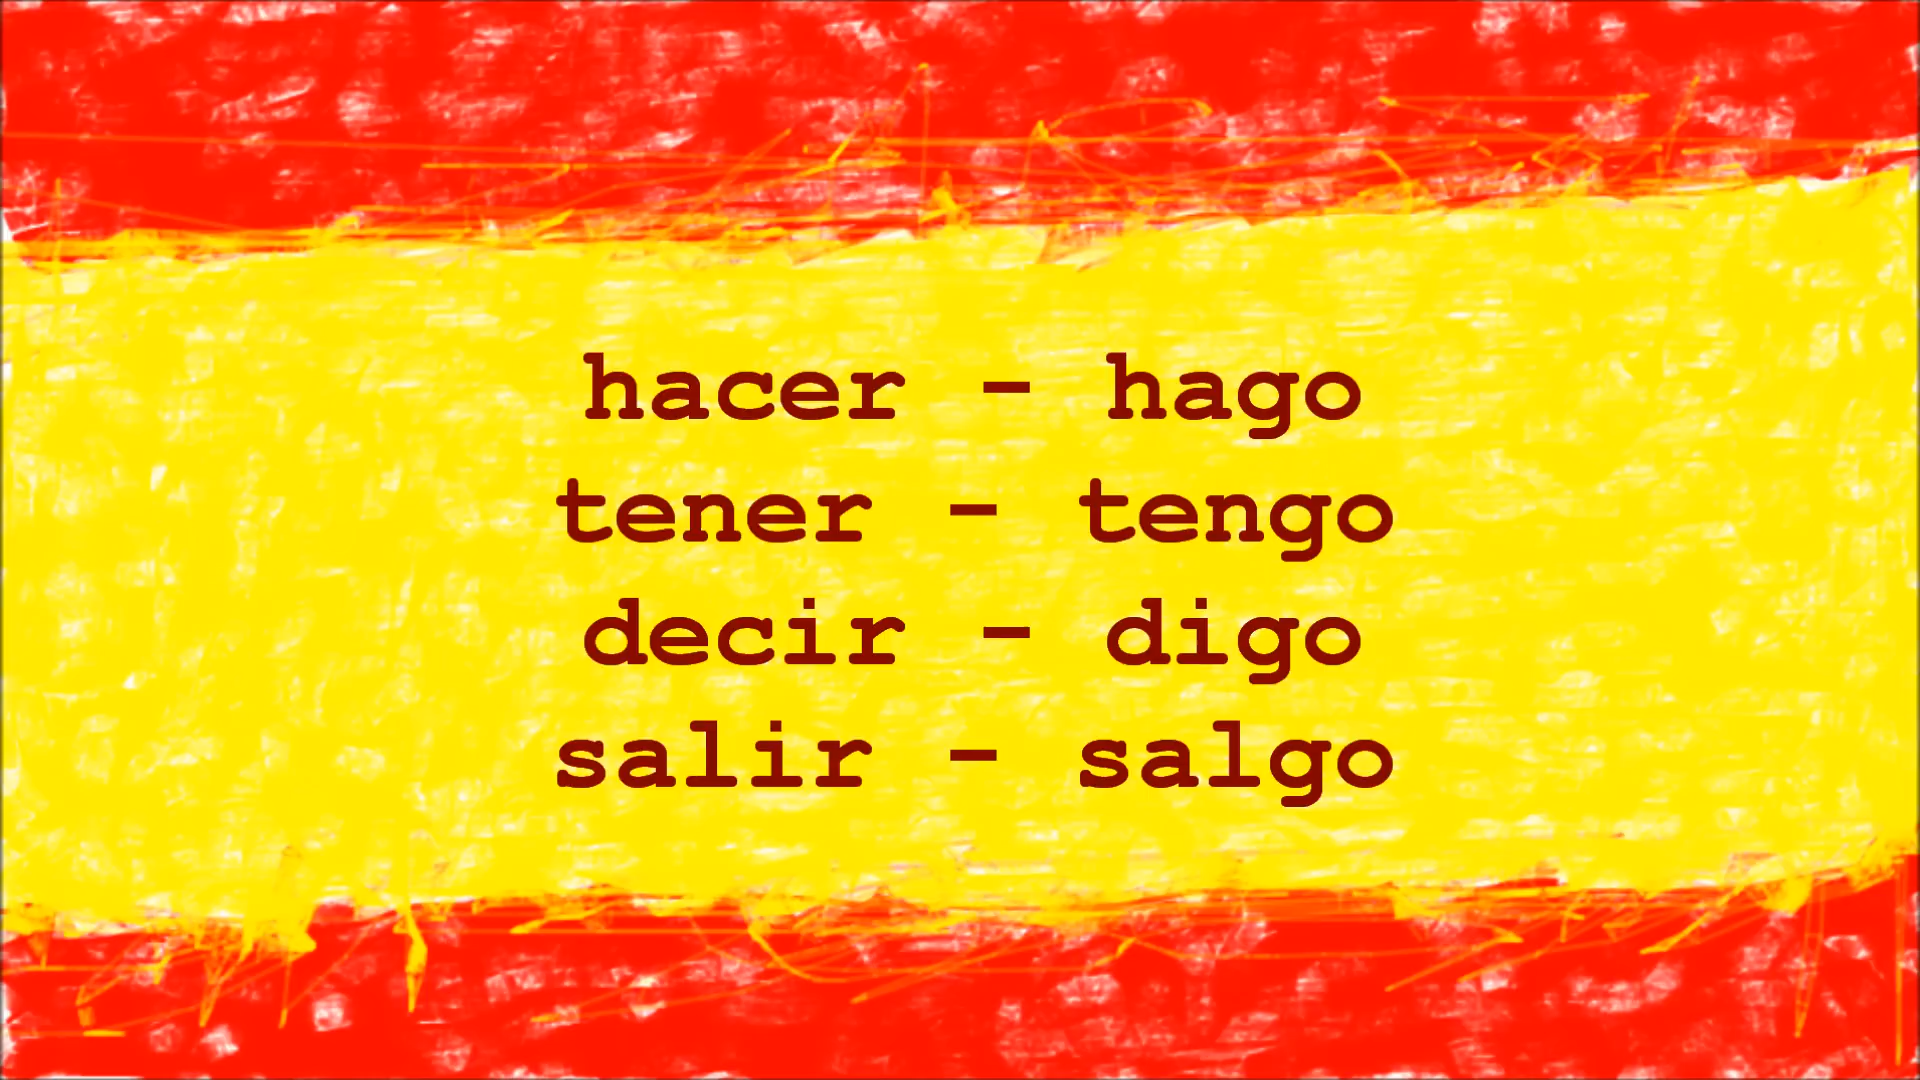 hacer - hago
tener - tengo
decir - digo
salir - salgo